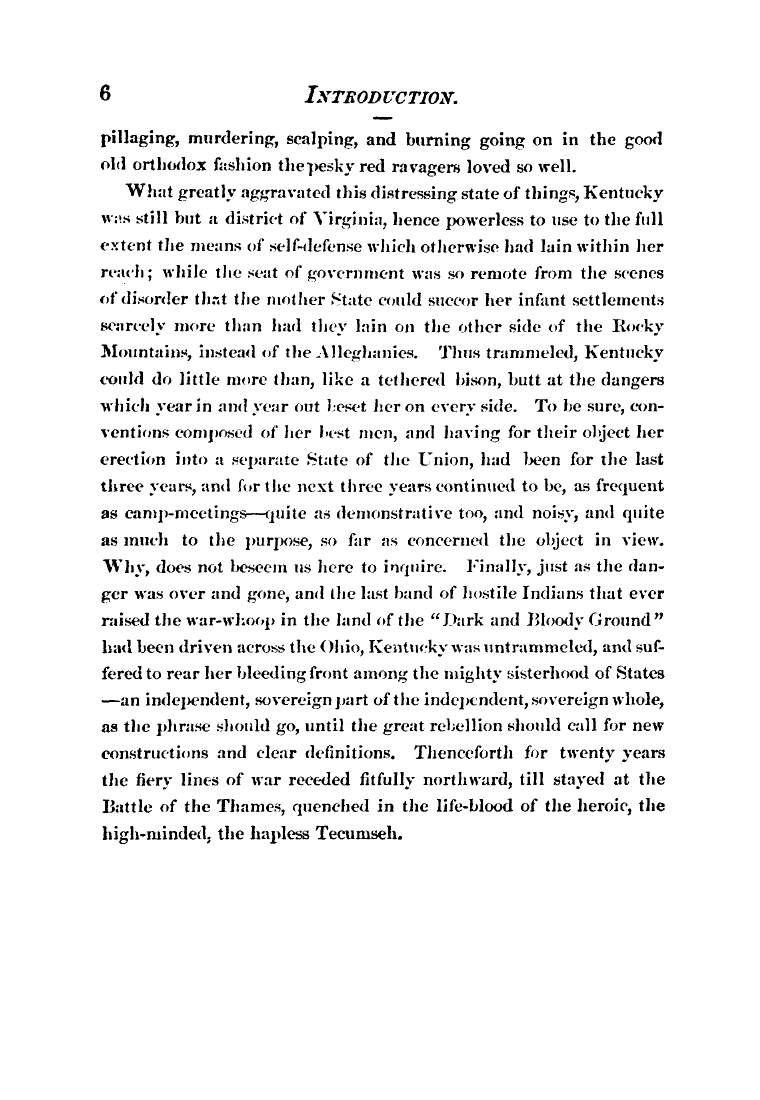 6 INTRODUCTION.
pillaging, murdering, scalping, and burning going on in the good
old orthodox fashion the pesky red ravagers loved so well.
What greatly aggravated this distressing state of things, Kentucky
was still but a district of Virginia, hence powerless to use to the full
extent the means of self-defense which otherwise had lain within her
reach; while the seat of government was so remote from the scenes
of disorder that the mother State could succor her infant settlements
scarcely more than had they lain on the other side of the Rocky
Mountains, instead of the Alleghanies. Thus trammeled, Kentucky
could do little more than, like a tethered bison, butt at the dangers
which year in and year out beset her on every side. To be sure, con-
ventions composed of her best men, and having for their object her
erection into a separate State of the Union, had been for the last
three years, and for the next three years continued to be, as frequent
as camp-meetings—quite as demonstrative too, and noisy, and quite
as much to the purpose, so far as concerned the object in view.
Why, does not beseem us here to inquire. Finally, just as the dan-
ger was over and gone, and the last band of hostile Indians that ever
raised the war-whoop in the land of the "Dark and Bloody Ground"
had been driven across the Ohio, Kentucky was untrammeled, and suf-
fered to rear her bleeding front among the mighty sisterhood of States
—an independent, sovereign part of the independent, sovereign whole,
as the phrase should go, until the great rebellion should call for new
constructions and clear definitions. Thenceforth for twenty years
the fiery lines of war receded fitfully northward, till stayed at the
Battle of the Thames, quenched in the life-blood of the heroic, the
high-minded, the hapless Tecumseh.